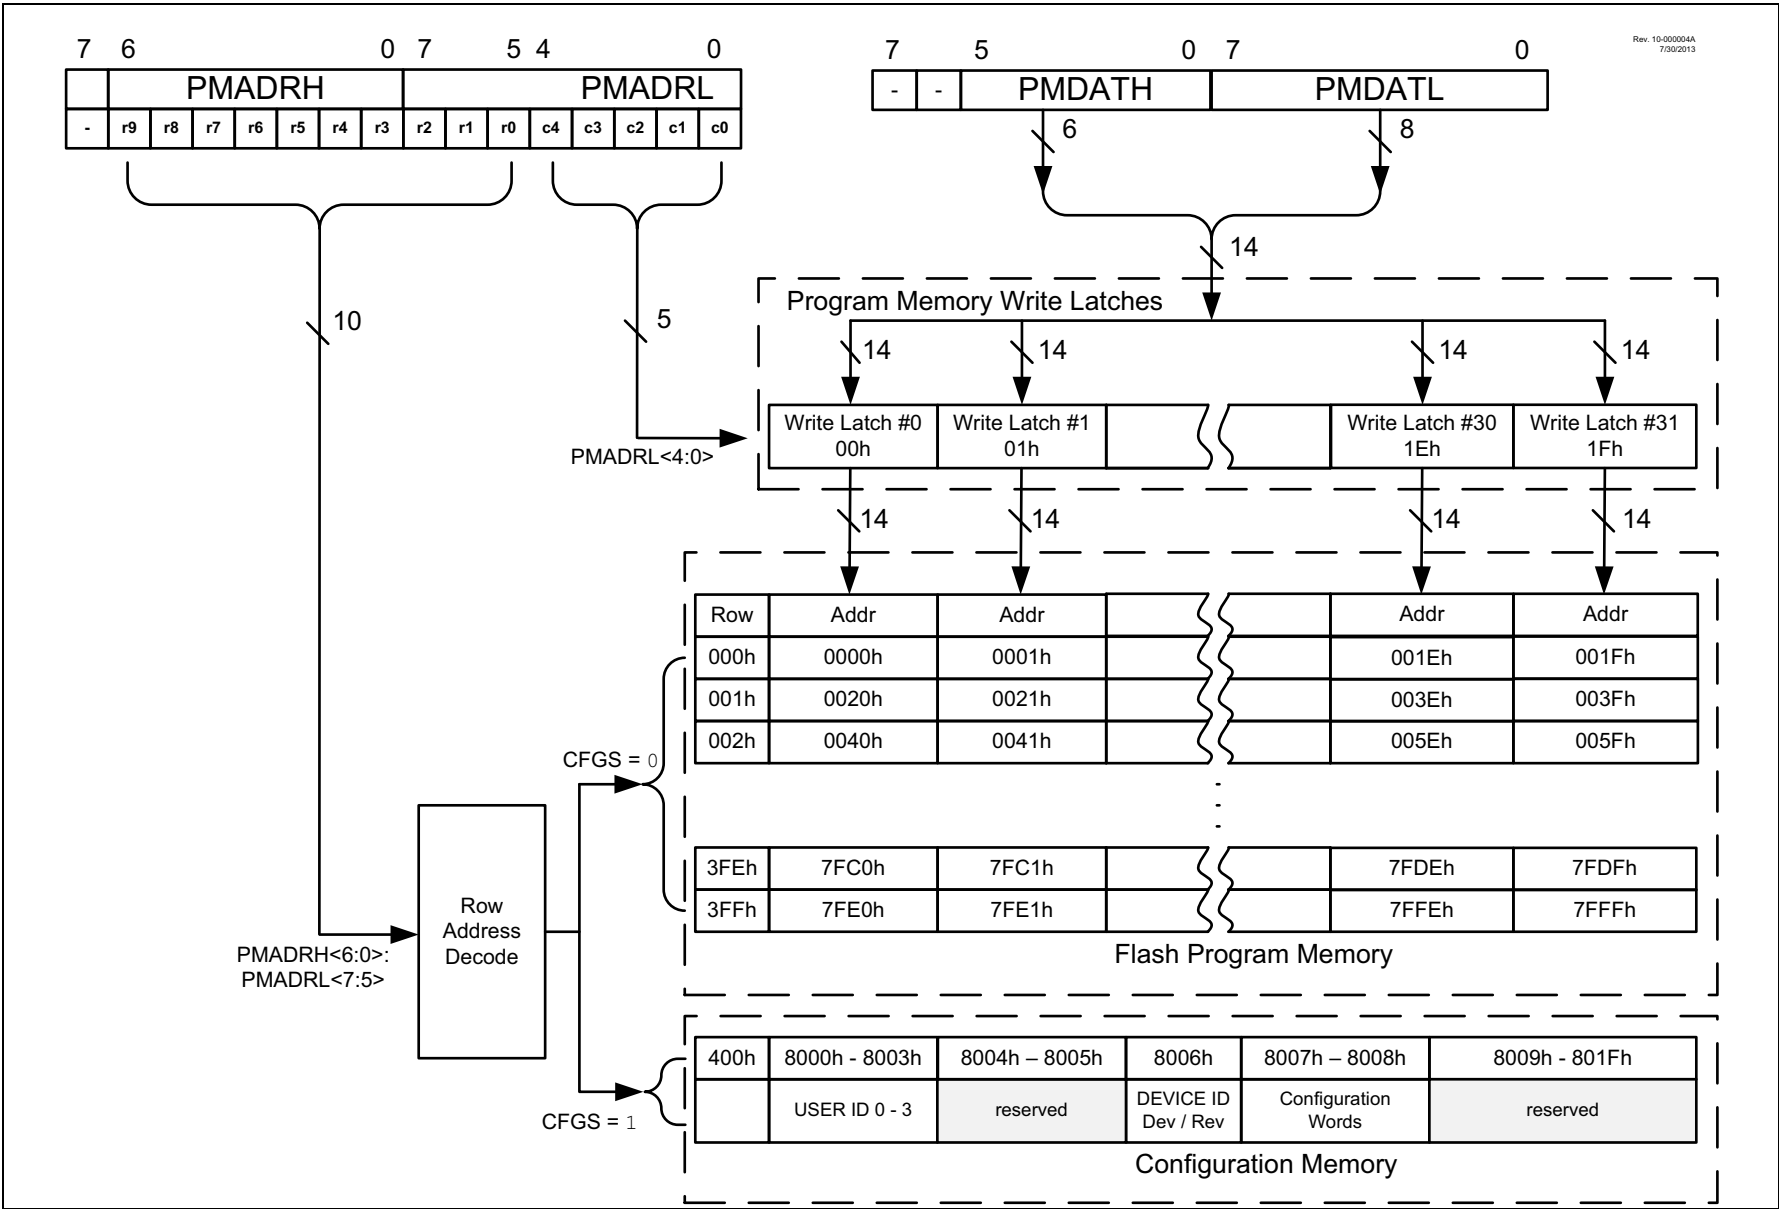 7 6 0 7 5 4 0
PMADRH PMADRL
- r9 r8 r7 r6 r5 r4 r3 r2 r1 r0 c4 c3 c2 c1 c0
7 5 0 7 0
- - PMDATH PMDATL
Rev. 10-000004A
7/30/2013
6 8
14
10
5
PMADRL<4:0>
Program Memory Write Latches
14 14 14 14
Write Latch #0
00h
Write Latch #1
01h
Write Latch #30
1Eh
Write Latch #31
1Fh
14 14 14 14
Row Addr Addr Addr Addr
000h 0000h 0001h 001Eh 001Fh
001h 0020h 0021h 003Eh 003Fh
002h 0040h 0041h 005Eh 005Fh
CFGS = 0
3FEh 7FC0h 7FC1h 7FDEh 7FDFh
3FFh 7FE0h 7FE1h 7FFEh 7FFFh
Flash Program Memory
Row
Address
Decode
PMADRH<6:0>:
PMADRL<7:5>
400h 8000h - 8003h 8004h – 8005h 8006h 8007h – 8008h 8009h - 801Fh
USER ID 0 - 3
reserved
DEVICE ID
Dev / Rev
Configuration
Words
reserved
CFGS = 1
Configuration Memory